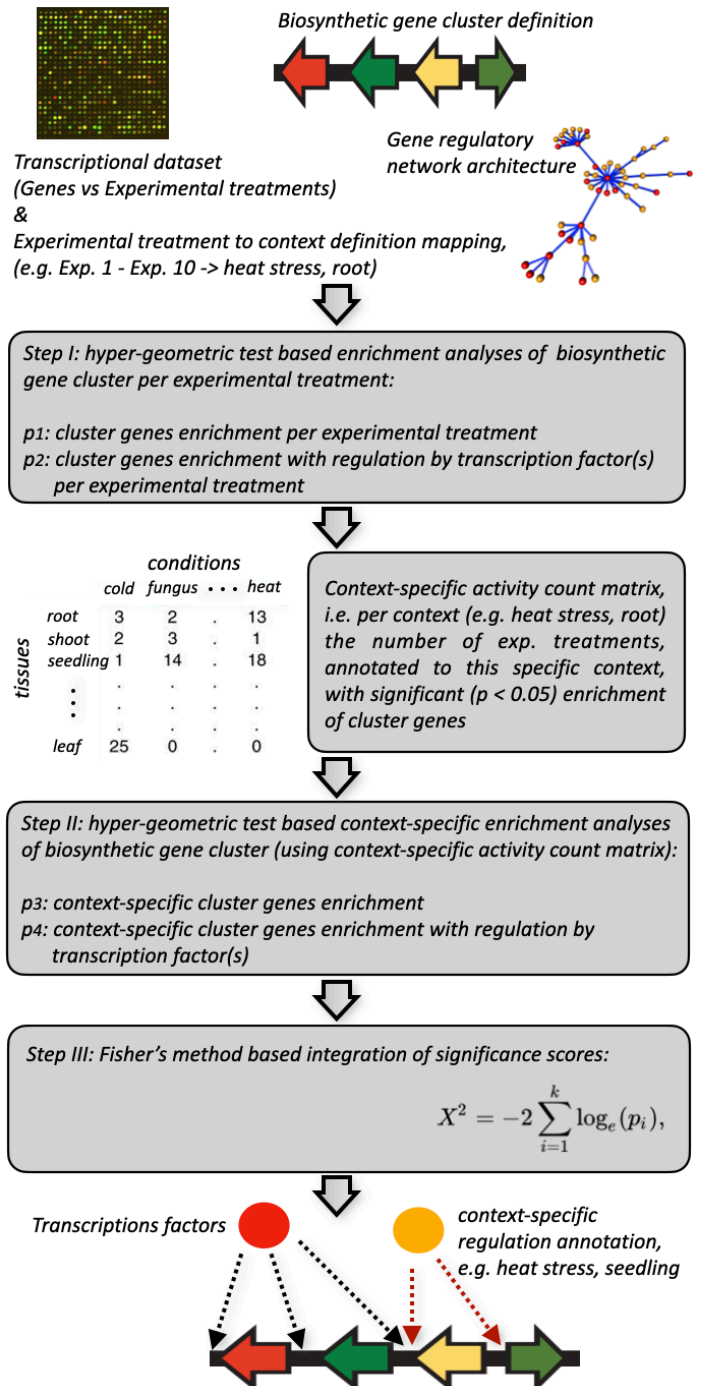 Biosynthetic gene cluster definition
Gene regulatory
network architecture
Transcriptional dataset
(Genes vs Experimental treatments)
&
Experimental treatment to context definition mapping,
(e.g. Exp. 1 - Exp. 10 -> heat stress, root)
Step I: hyper-geometric test based enrichment analyses of biosynthetic
gene cluster per experimental treatment:
p1: cluster genes enrichment per experimental treatment
p2: cluster genes enrichment with regulation by transcription factor(s)
per experimental treatment
conditions
cold fungus . . . heat
tissues
root 3 2 . 13
shoot 2 3 . 1
seedling 1 14 . 18
. . . .
. . . .
. . . .
leaf 25 0 . 0
Context-specific activity count matrix,
i.e. per context (e.g. heat stress, root)
the number of exp. treatments,
annotated to this specific context,
with significant (p < 0.05) enrichment
of cluster genes
Step II: hyper-geometric test based context-specific enrichment analyses
of biosynthetic gene cluster (using context-specific activity count matrix):
p3: context-specific cluster genes enrichment
p4: context-specific cluster genes enrichment with regulation by
transcription factor(s)
Step III: Fisher's method based integration of significance scores:
X² = −2 ∑ᵢ₌₁ᵏ logₑ(pᵢ),
Transcriptions factors
context-specific
regulation annotation,
e.g. heat stress, seedling